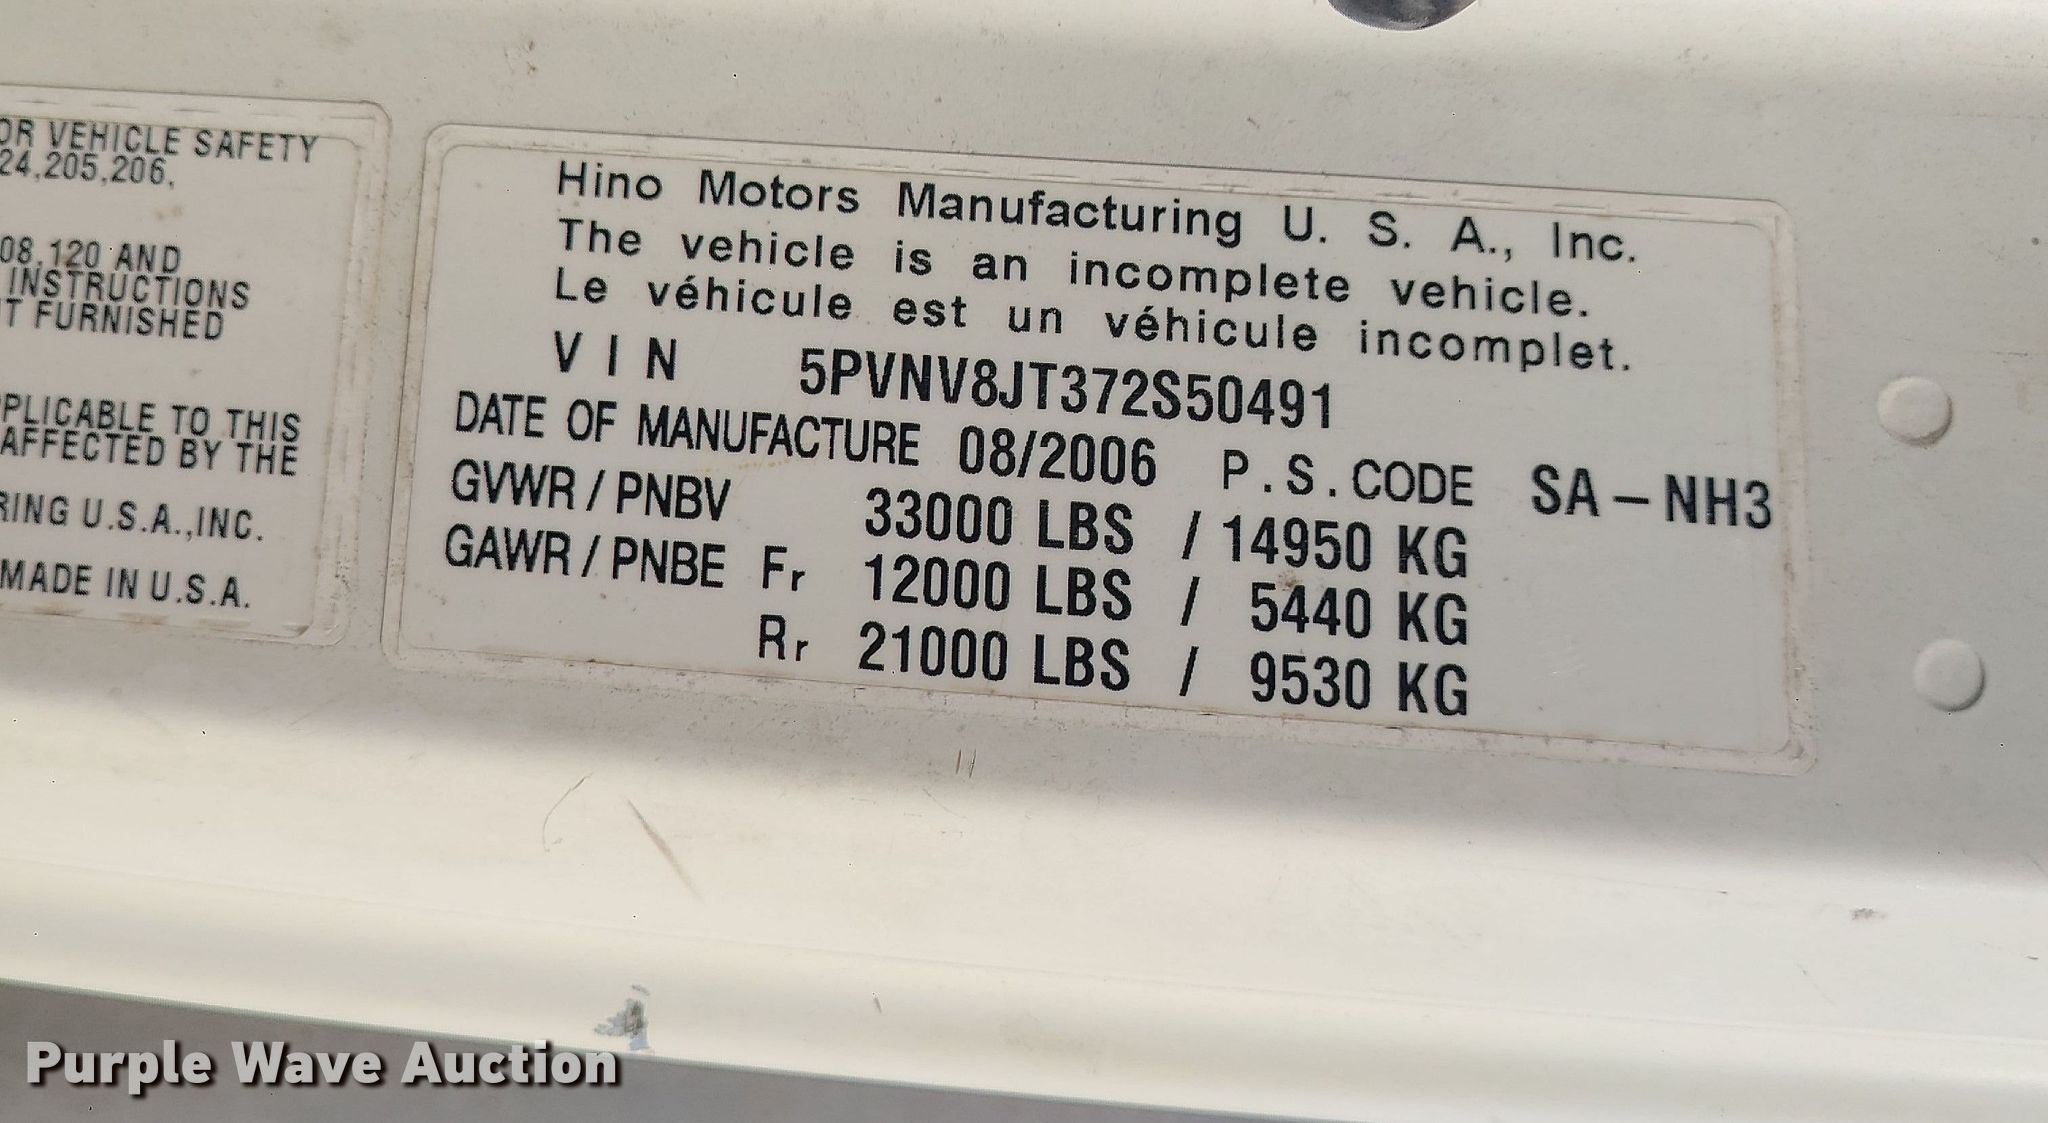 OR VEHICLE SAFETY
24,205,206,
08,120 AND
INSTRUCTIONS
T FURNISHED
PLICABLE TO THIS
AFFECTED BY THE
RING U.S.A.,INC.
MADE IN U.S.A.
Hino Motors Manufacturing U. S. A., Inc.
The vehicle is an incomplete vehicle.
Le véhicule est un véhicule incomplet.
VIN 5PVNV8JT372S50491
DATE OF MANUFACTURE 08/2006 P.S.CODE SA-NH3
GVWR/PNBV 33000 LBS / 14950 KG
GAWR/PNBE Fr 12000 LBS / 5440 KG
Rr 21000 LBS / 9530 KG
Purple Wave Auction